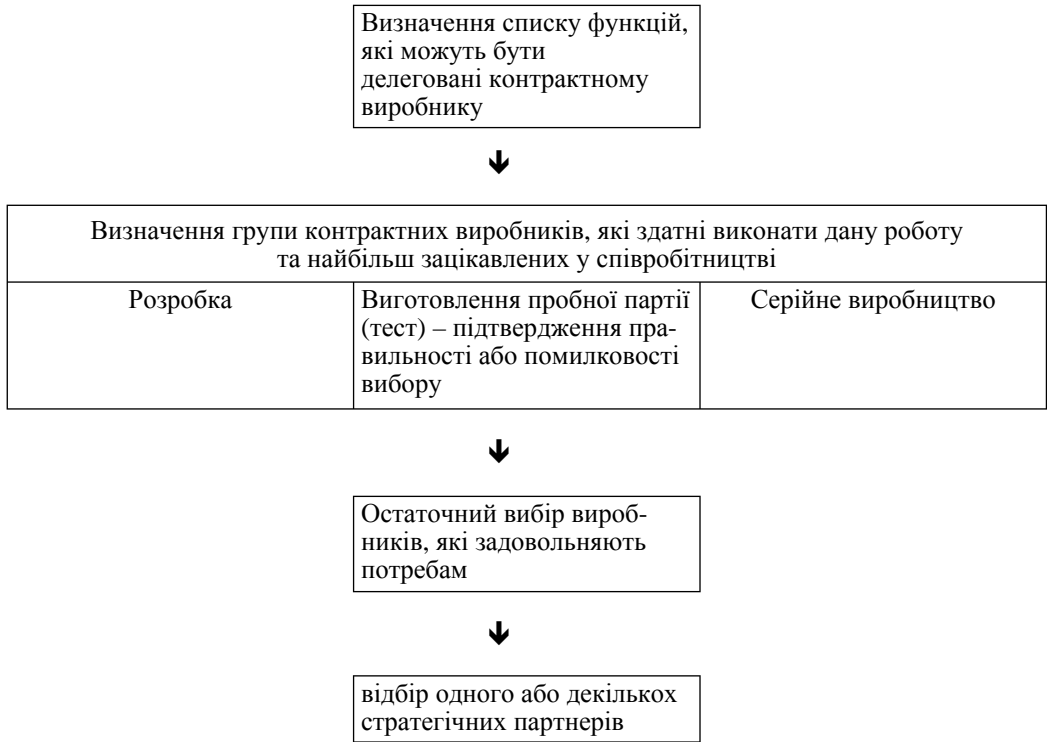 Визначення списку функцій,
які можуть бути
делеговані контрактному
виробнику
Визначення групи контрактних виробників, які здатні виконати дану роботу
та найбільш зацікавлених у співробітництві
Розробка
Виготовлення пробної партії
(тест) – підтвердження пра-
вильності або помилковості
вибору
Серійне виробництво
Остаточний вибір вироб-
ників, які задовольняють
потребам
відбір одного або декількох
стратегічних партнерів